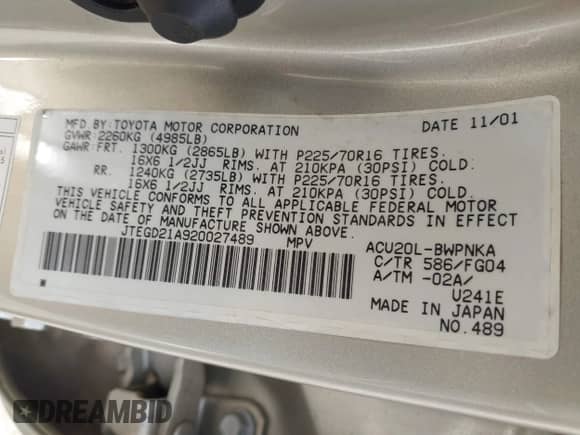 MFD BY:TOYOTA MOTOR CORPORATION DATE 11/01
GVWR:2260KG (4985LB)
GAWR:FRT. 1300KG (2865LB) WITH P225/70R16 TIRES.
16X6 1/2JJ RIMS. AT 210KPA (30PSI) COLD.
RR. 1240KG (2735LB) WITH P225/70R16 TIRES.
16X6 1/2JJ RIMS. AT 210KPA (30PSI) COLD.
THIS VEHICLE CONFORMS TO ALL APPLICABLE FEDERAL MOTOR
VEHICLE SAFETY AND THEFT PREVENTION STANDARDS IN EFFECT
ON THE DATE OF MANUFACTURE SHOWN ABOVE.
JTEGD21A920027489 MPV ACU20L-BWPNKA
C/TR 586/FG04
A/TM -02A/
U241E
MADE IN JAPAN
NO.489
DREAMBID